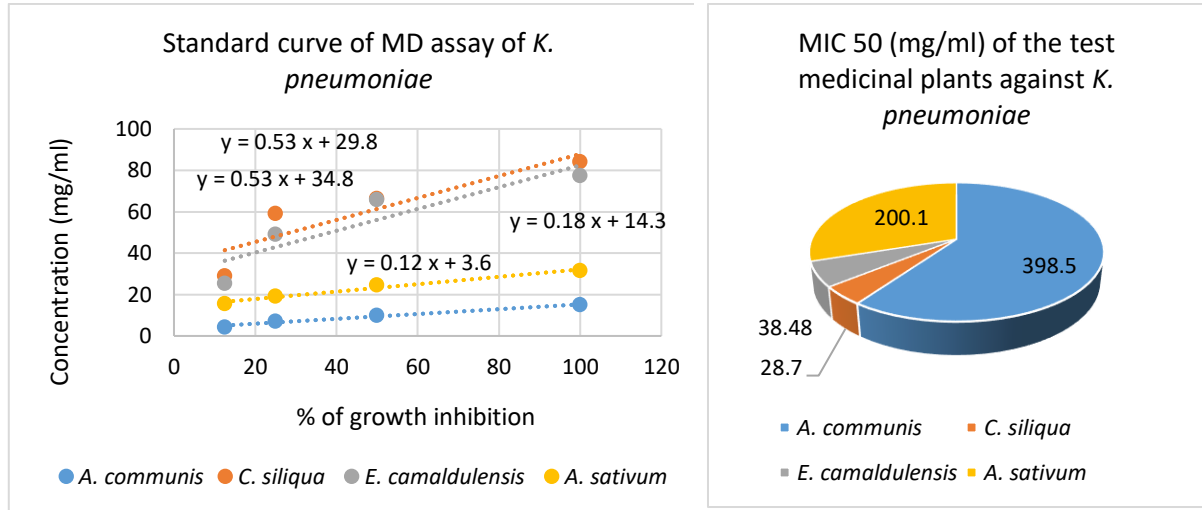 Standard curve of MD assay of K.
pneumoniae
Concentration (mg/ml)
100
80
60
40
20
0
y = 0.53 x + 29.8
y = 0.53 x + 34.8
y = 0.18 x + 14.3
y = 0.12 x + 3.6
0 20 40 60 80 100 120
% of growth inhibition
A. communis C. siliqua E. camaldulensis A. sativum
MIC 50 (mg/ml) of the test
medicinal plants against K.
pneumoniae
200.1
398.5
38.48
28.7
A. communis C. siliqua
E. camaldulensis A. sativum